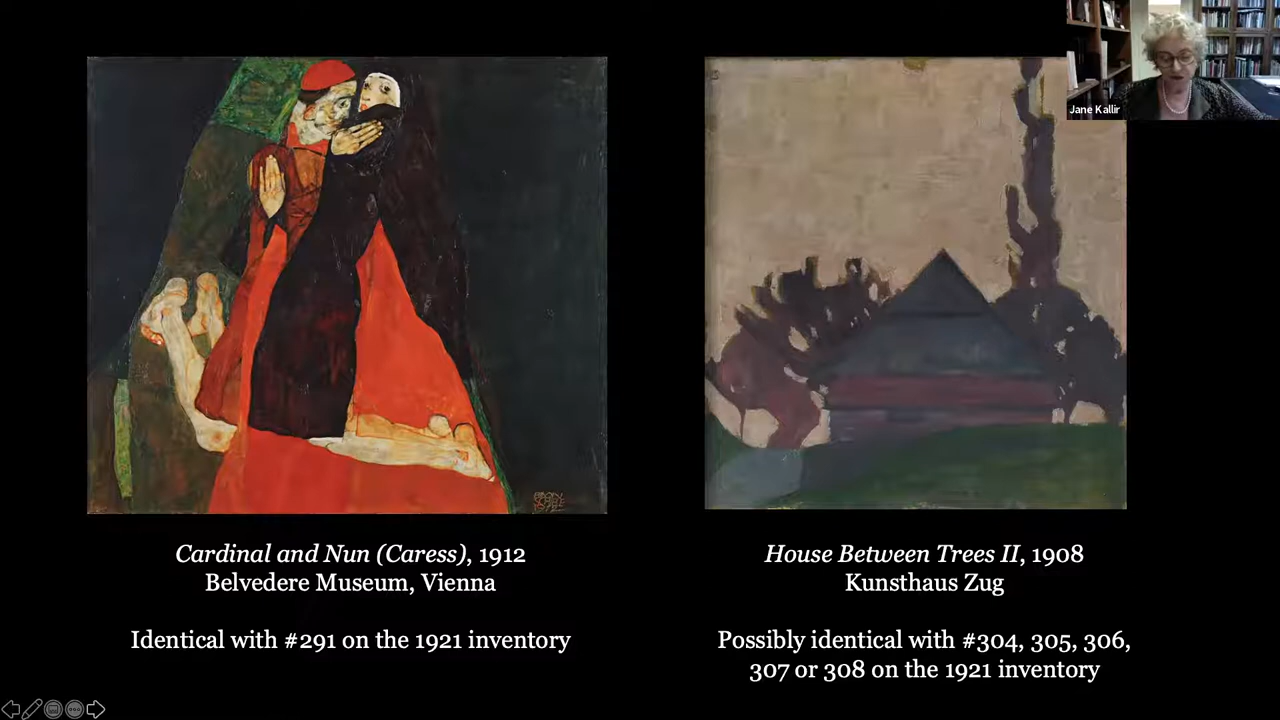 Jane Kallir
Cardinal and Nun (Caress), 1912
Belvedere Museum, Vienna
Identical with #291 on the 1921 inventory
House Between Trees II, 1908
Kunsthaus Zug
Possibly identical with #304, 305, 306,
307 or 308 on the 1921 inventory